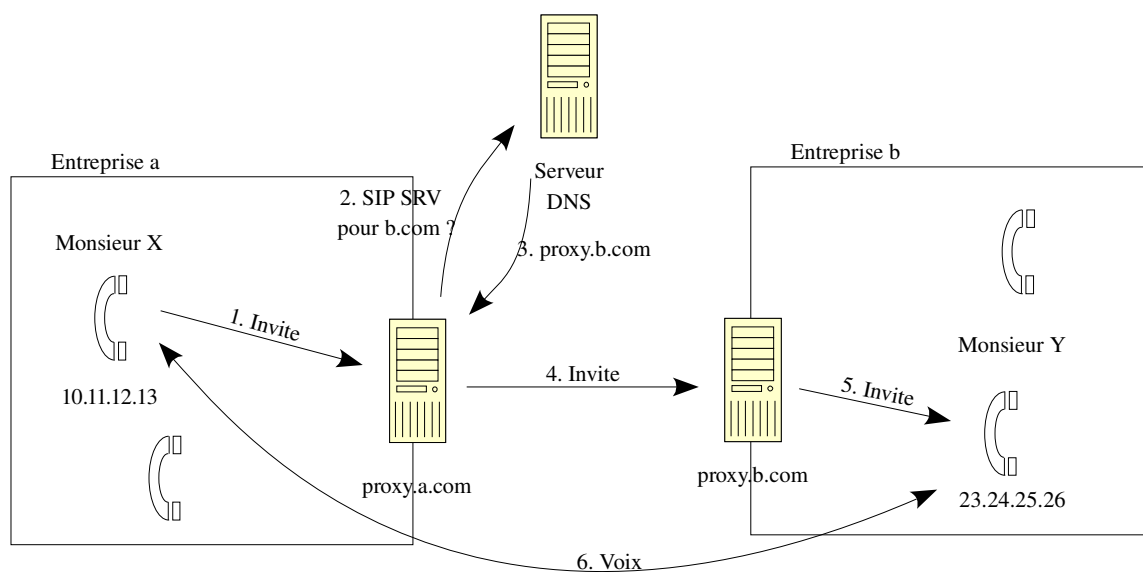 Entreprise a
Entreprise b
Serveur
DNS
2. SIP SRV
pour b.com ?
3. proxy.b.com
Monsieur X
1. Invite
10.11.12.13
proxy.a.com
4. Invite
proxy.b.com
5. Invite
Monsieur Y
23.24.25.26
6. Voix